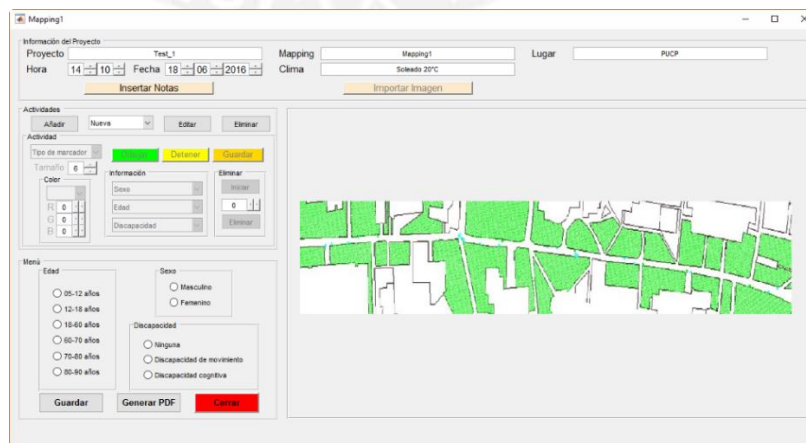 Mapping1
Información del Proyecto
Proyecto Test_1 Mapping Mapping1 Lugar PUCP
Hora 14 10 Fecha 18 06 2016 Clima Soleado 20°C
Insertar Notas Importar Imagen
Actividades
Añadir Nueva Editar Eliminar
Actividad
Tipo de marcador Detener Guardar
Tamaño 6 Información Eliminar
Color Sexo Iniciar
R 0 Edad 0
G 0 Discapacidad Eliminar
B 0
Menú
Edad Sexo
05-12 años Masculino
12-18 años Femenino
18-60 años Discapacidad
60-70 años Ninguna
70-80 años Discapacidad de movimiento
80-90 años Discapacidad cognitiva
Guardar Generar PDF Cerrar